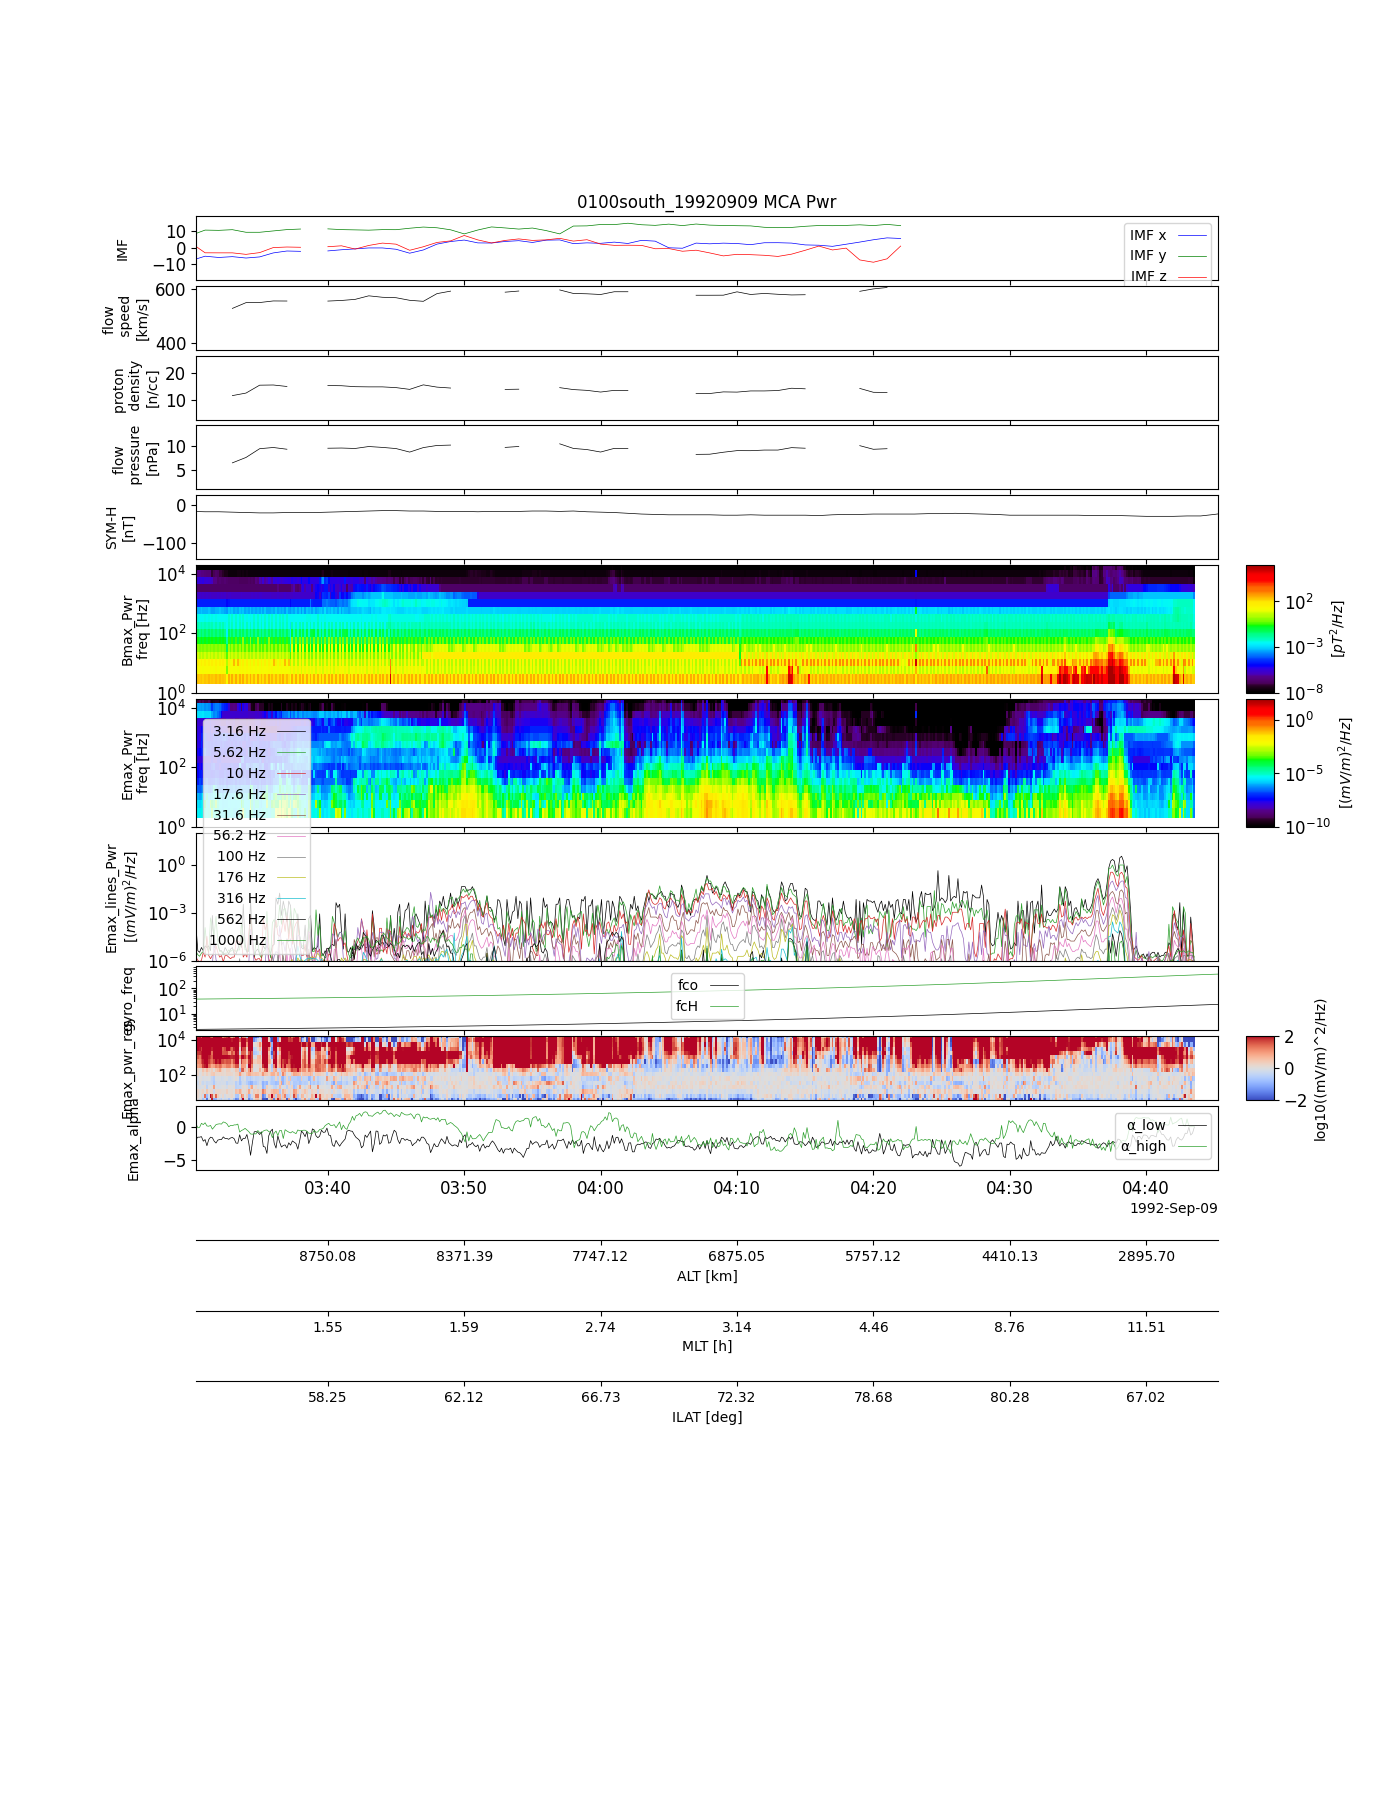 0100south_19920909 MCA Pwr
IMF
10
0
−10
IMF x
IMF y
IMF z
flow
speed
[km/s]
600
400
proton
density
[n/cc]
20
10
flow
pressure
[nPa]
10
5
SYM-H
[nT]
0
−100
Bmax_Pwr
freq [Hz]
10^4
10^2
10^0
10^2
10^-3
10^-8
[pT^2/Hz]
Emax_Pwr
freq [Hz]
10^4
10^2
10^0
10^0
10^-5
10^-10
[(mV/m)^2/Hz]
3.16 Hz
5.62 Hz
10 Hz
17.6 Hz
31.6 Hz
56.2 Hz
100 Hz
176 Hz
316 Hz
562 Hz
1000 Hz
Emax_lines_Pwr
[(mV/m)^2/Hz]
10^0
10^-3
10^-6
gyro_freq
10^2
10^1
fco
fcH
Emax_pwr_reg
10^4
10^2
2
0
−2
log10((mV/m)^2/Hz)
Emax_alpha
0
−5
α_low
α_high
03:40 03:50 04:00 04:10 04:20 04:30 04:40
1992-Sep-09
8750.08 8371.39 7747.12 6875.05 5757.12 4410.13 2895.70
ALT [km]
1.55 1.59 2.74 3.14 4.46 8.76 11.51
MLT [h]
58.25 62.12 66.73 72.32 78.68 80.28 67.02
ILAT [deg]